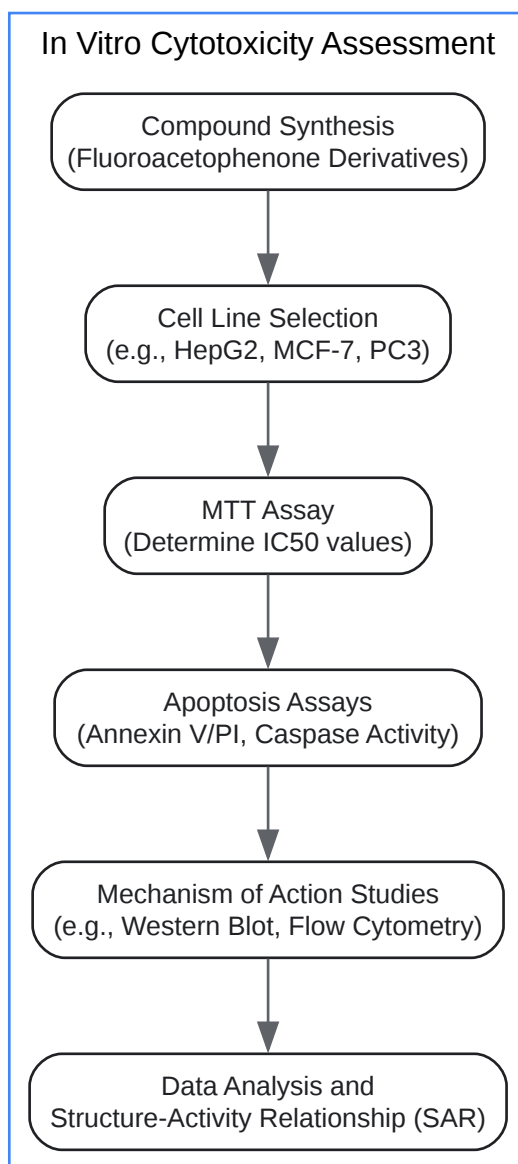 In Vitro Cytotoxicity Assessment
Compound Synthesis
(Fluoroacetophenone Derivatives)
Cell Line Selection
(e.g., HepG2, MCF-7, PC3)
MTT Assay
(Determine IC50 values)
Apoptosis Assays
(Annexin V/PI, Caspase Activity)
Mechanism of Action Studies
(e.g., Western Blot, Flow Cytometry)
Data Analysis and
Structure-Activity Relationship (SAR)